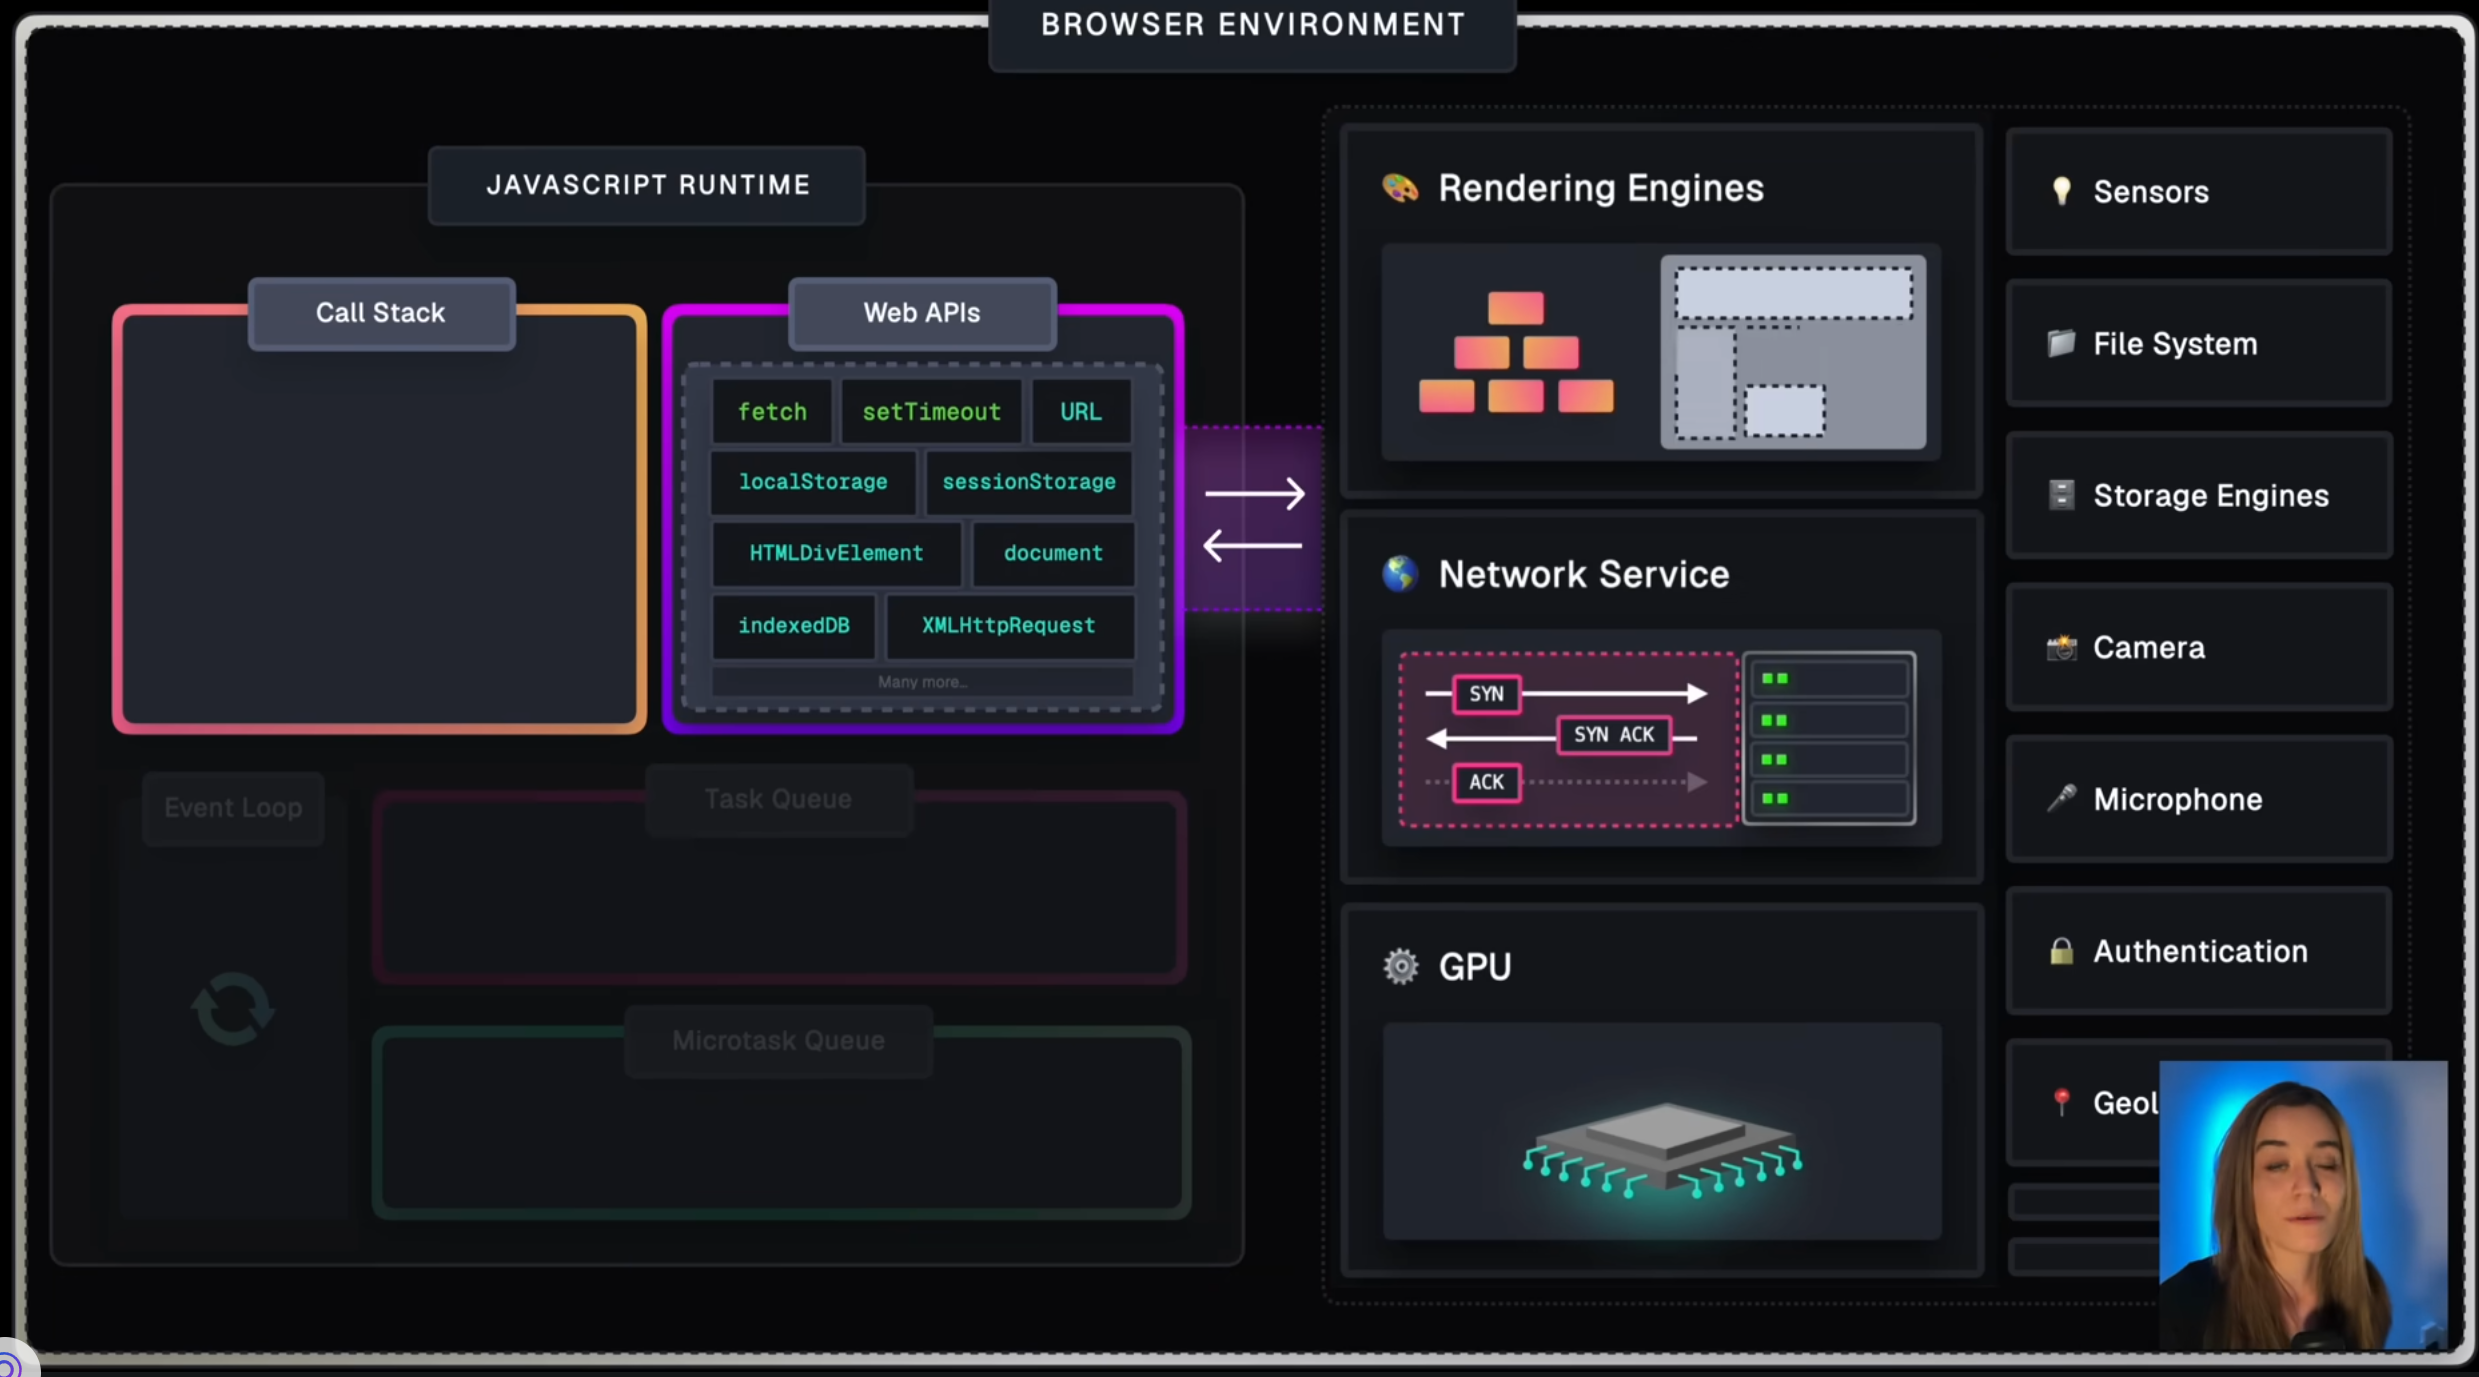 BROWSER ENVIRONMENT
JAVASCRIPT RUNTIME
Call Stack
Web APIs
fetch
setTimeout
URL
localStorage
sessionStorage
HTMLDivElement
document
indexedDB
XMLHttpRequest
Many more...
Event Loop
Task Queue
Microtask Queue
Rendering Engines
Network Service
SYN
SYN ACK
ACK
GPU
Sensors
File System
Storage Engines
Camera
Microphone
Authentication
Geol